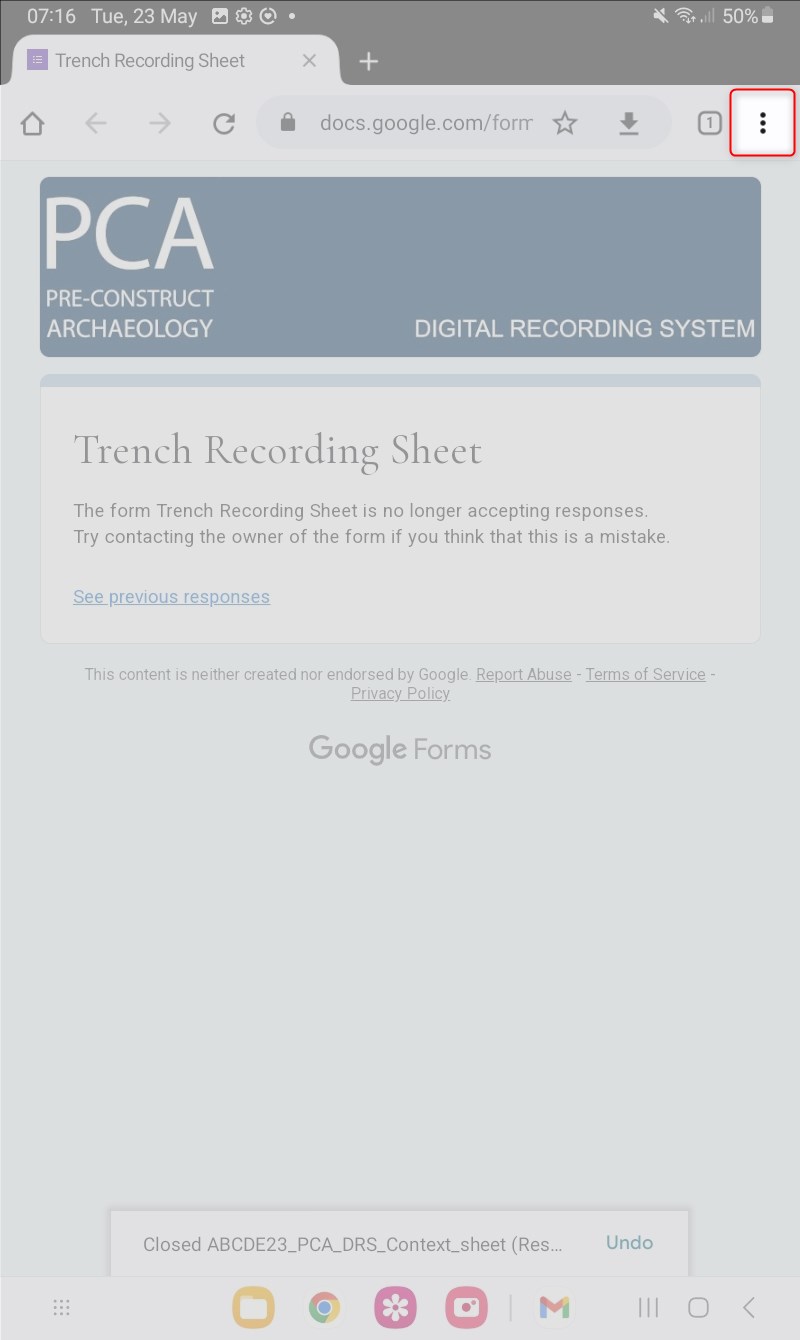 07:16 Tue, 23 May
50%
Trench Recording Sheet
docs.google.com/form
1
PCA
PRE-CONSTRUCT
ARCHAEOLOGY
DIGITAL RECORDING SYSTEM
Trench Recording Sheet
The form Trench Recording Sheet is no longer accepting responses.
Try contacting the owner of the form if you think that this is a mistake.
See previous responses
This content is neither created nor endorsed by Google. Report Abuse - Terms of Service -
Privacy Policy
Google Forms
Closed ABCDE23_PCA_DRS_Context_sheet (Res... Undo